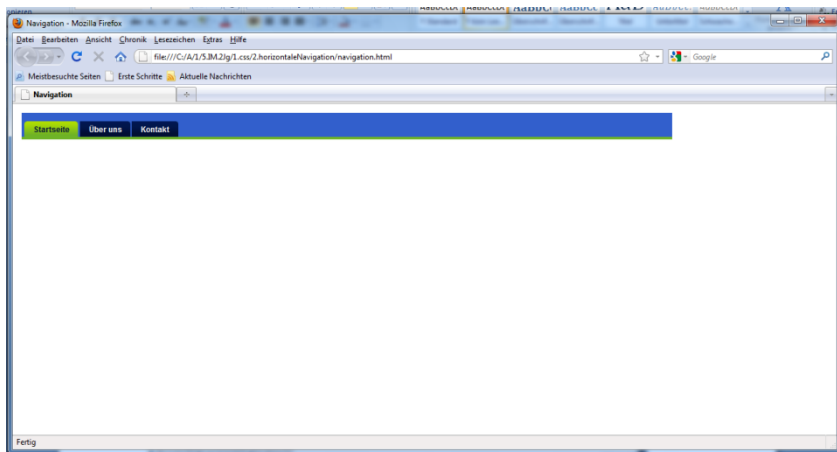 Navigation - Mozilla Firefox
Datei Bearbeiten Ansicht Chronik Lesezeichen Extras Hilfe
file:///C:/A/1/5.IM.2Jg/1.css/2.horizontaleNavigation/navigation.html
Google
Meistbesuchte Seiten Erste Schritte Aktuelle Nachrichten
Navigation
Startseite Über uns Kontakt
Fertig